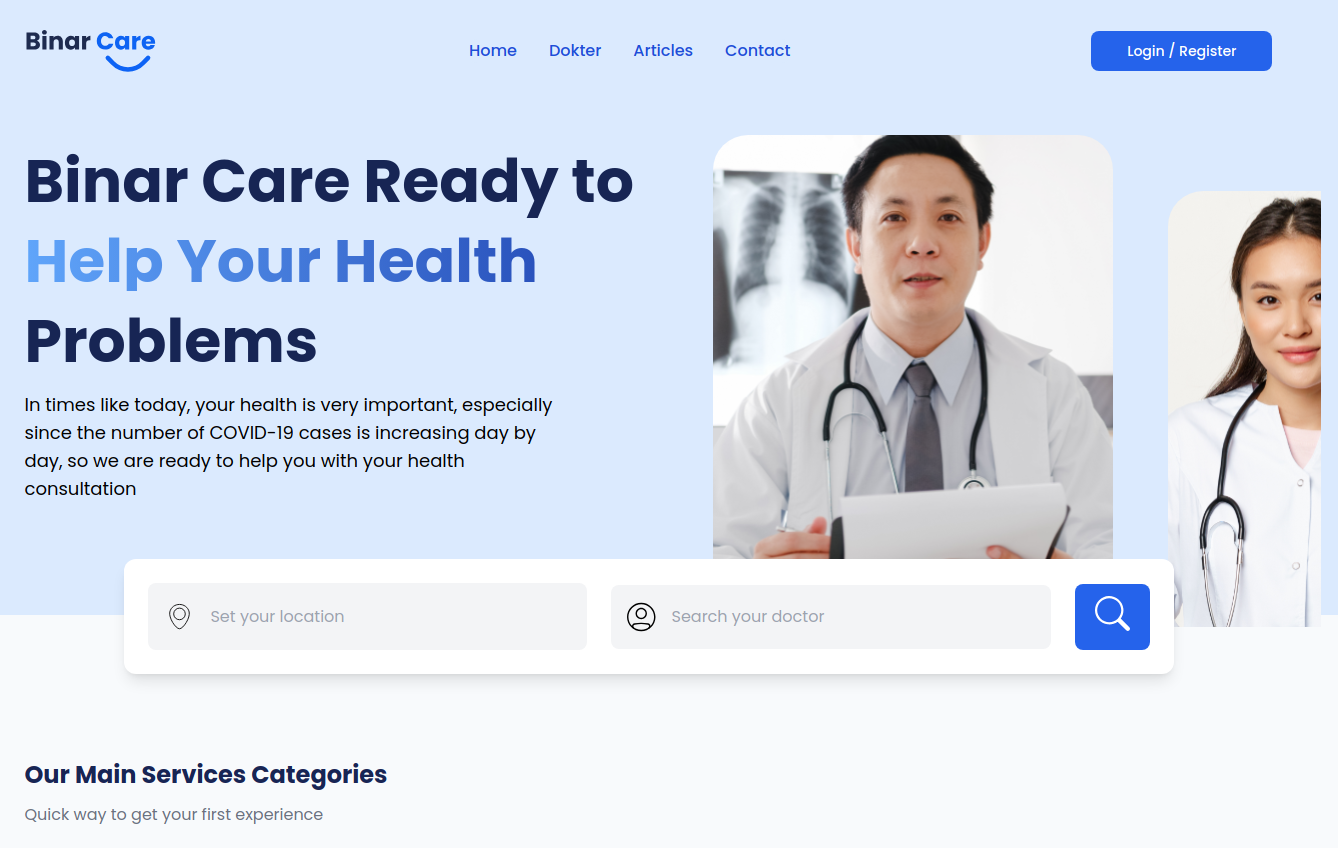 Binar Care
Home Dokter Articles Contact
Login / Register
Binar Care Ready to
Help Your Health
Problems
In times like today, your health is very important, especially
since the number of COVID-19 cases is increasing day by
day, so we are ready to help you with your health
consultation
Set your location
Search your doctor
Our Main Services Categories
Quick way to get your first experience